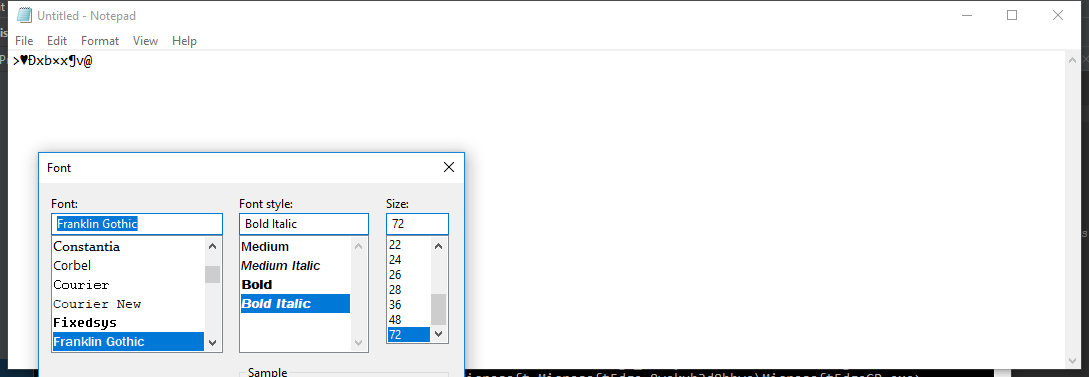 Untitled - Notepad
File Edit Format View Help
>♥Ðxb×x¶v@
Font
Font: Font style: Size:
Franklin Gothic Bold Italic 72
Constantia Medium 22
Corbel Medium Italic 24
Courier Bold 26
Courier New Bold Italic 28
Fixedsys 36
Franklin Gothic 48
72
Sample